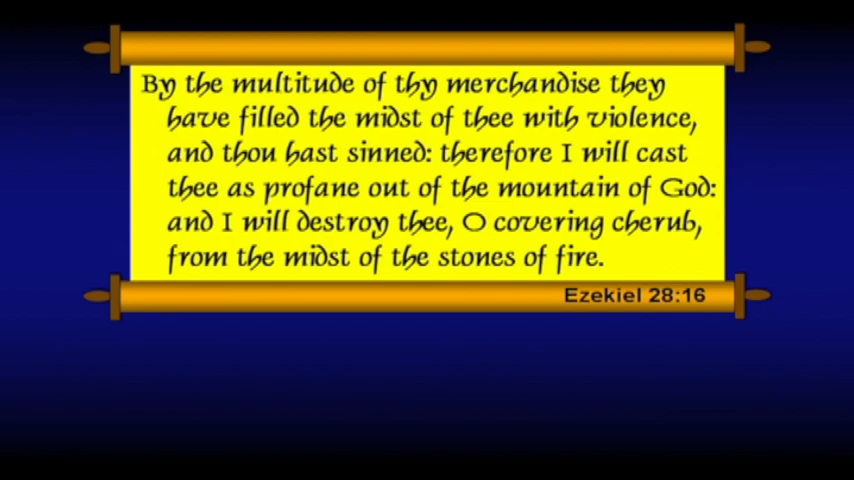 By the multitude of thy merchandise they
have filled the midst of thee with violence,
and thou hast sinned: therefore I will cast
thee as profane out of the mountain of God:
and I will destroy thee, O covering cherub,
from the midst of the stones of fire.
Ezekiel 28:16